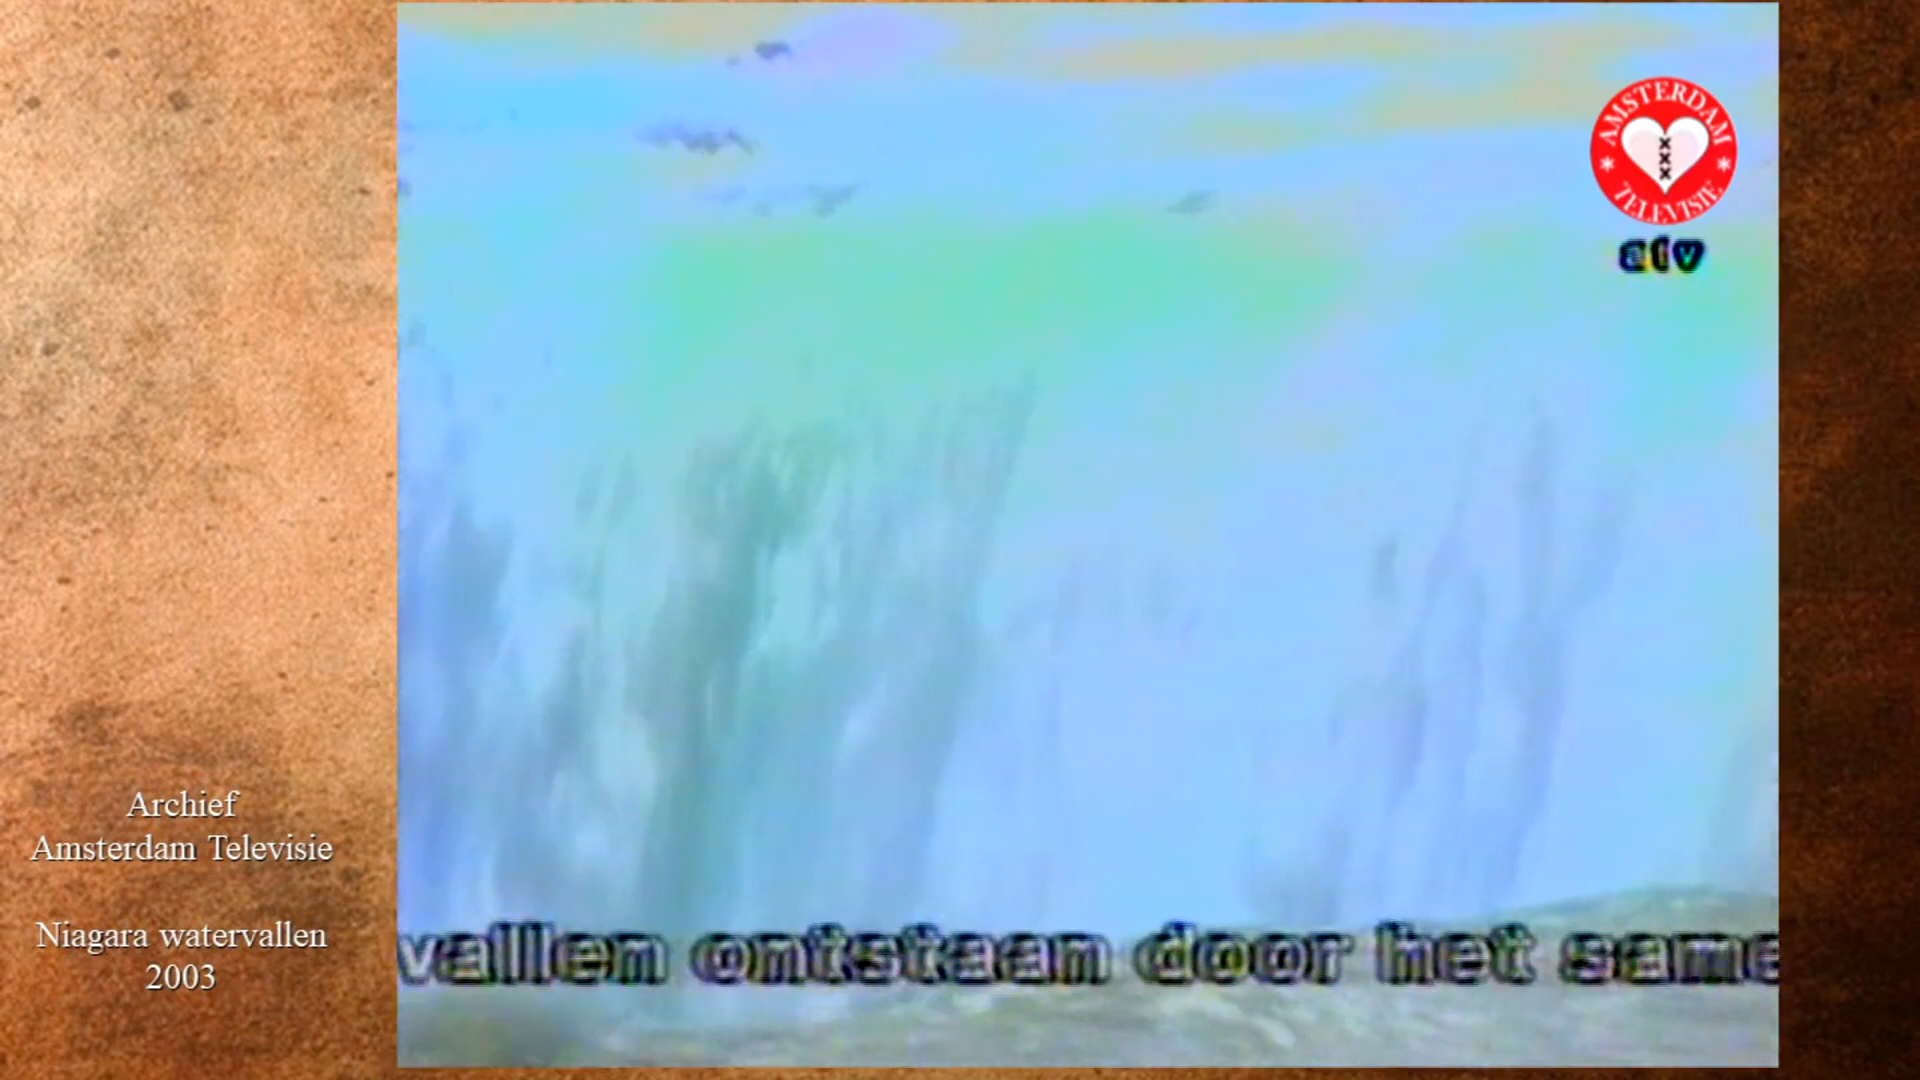 AMSTERDAM
TELEVISIE
atv
Archief
Amsterdam Televisie
Niagara watervallen
2003
vallen ontstaan door het same